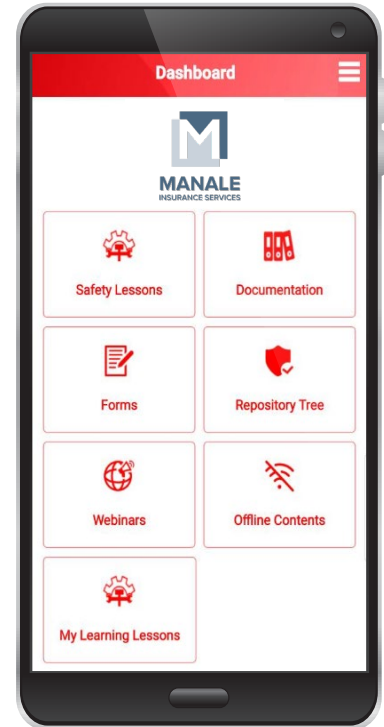 Dashboard
MANALE
INSURANCE SERVICES
Safety Lessons
Documentation
Forms
Repository Tree
Webinars
Offline Contents
My Learning Lessons